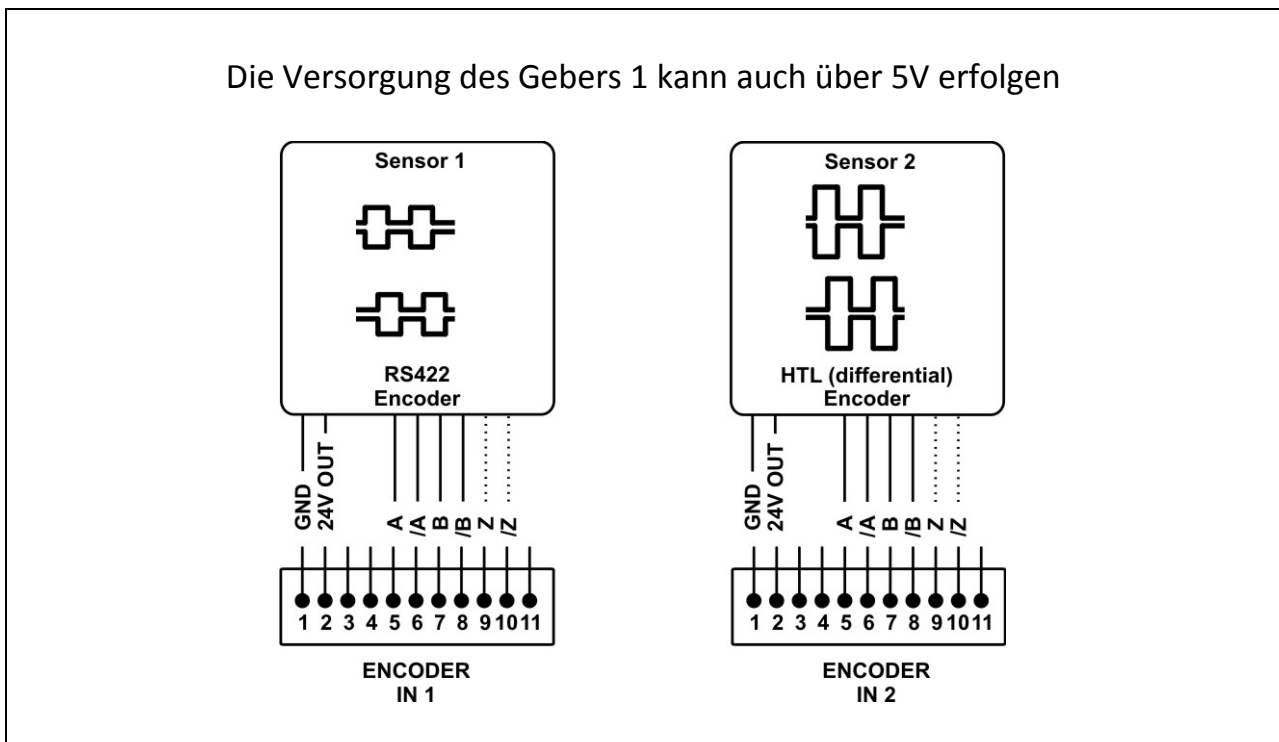 Die Versorgung des Gebers 1 kann auch über 5V erfolgen
Sensor 1
RS422
Encoder
GND
24V OUT
A
/A
B
/B
Z
/Z
1 2 3 4 5 6 7 8 9 10 11
ENCODER
IN 1
Sensor 2
HTL (differential)
Encoder
GND
24V OUT
A
/A
B
/B
Z
/Z
1 2 3 4 5 6 7 8 9 10 11
ENCODER
IN 2